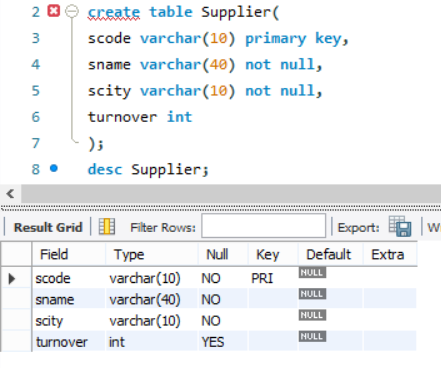 2 create table Supplier(
3 scode varchar(10) primary key,
4 sname varchar(40) not null,
5 scity varchar(10) not null,
6 turnover int
7 );
8 desc Supplier;
Result Grid Filter Rows: Export:
Field Type Null Key Default Extra
scode varchar(10) NO PRI NULL
sname varchar(40) NO NULL
scity varchar(10) NO NULL
turnover int YES NULL